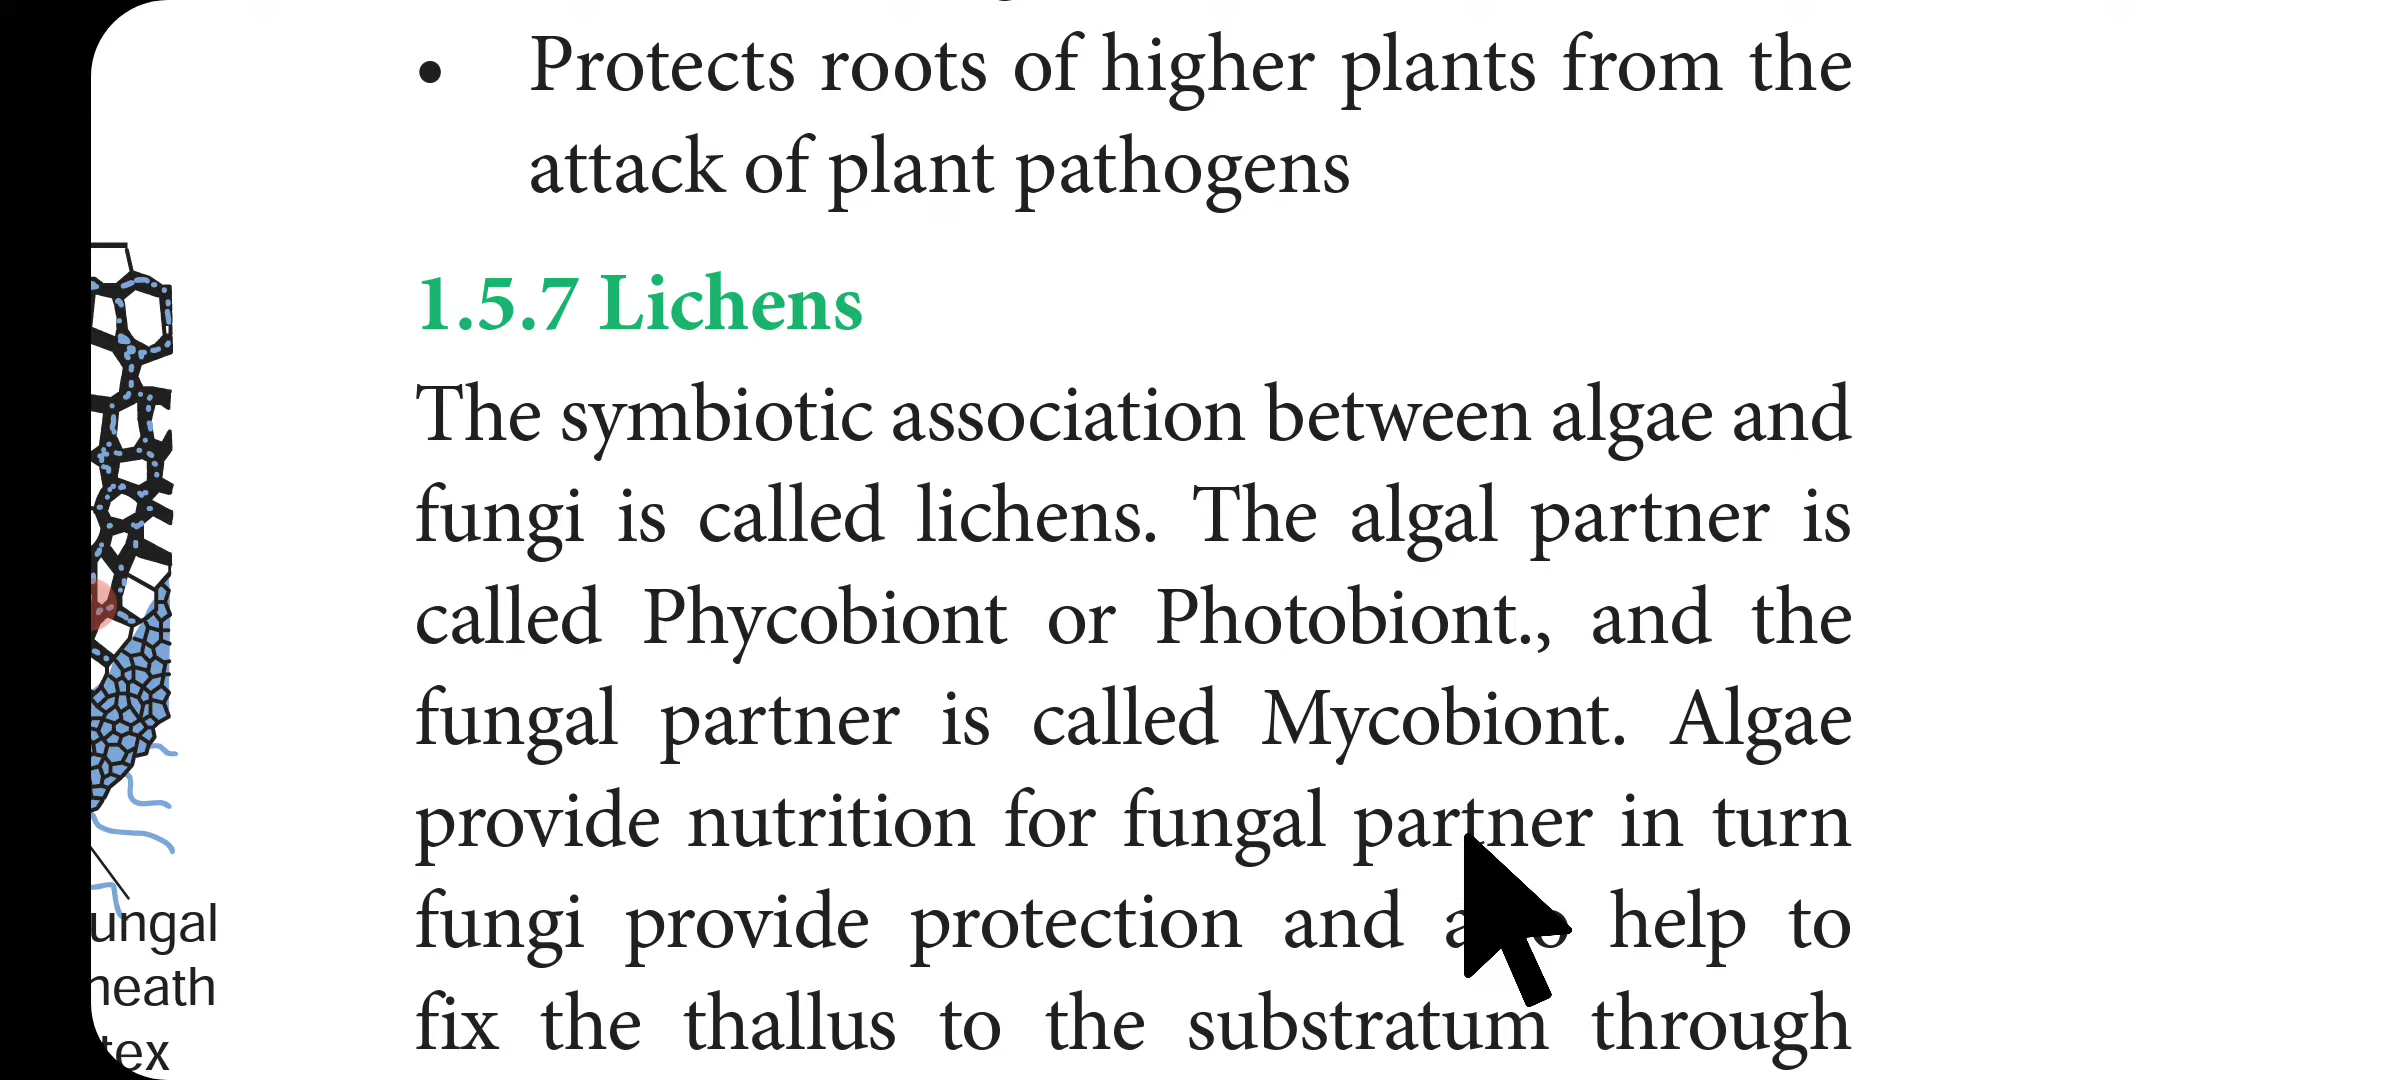 • Protects roots of higher plants from the
attack of plant pathogens
1.5.7 Lichens
The symbiotic association between algae and
fungi is called lichens. The algal partner is
called Phycobiont or Photobiont., and the
fungal partner is called Mycobiont. Algae
provide nutrition for fungal partner in turn
fungi provide protection and help to
fix the thallus to the substratum through